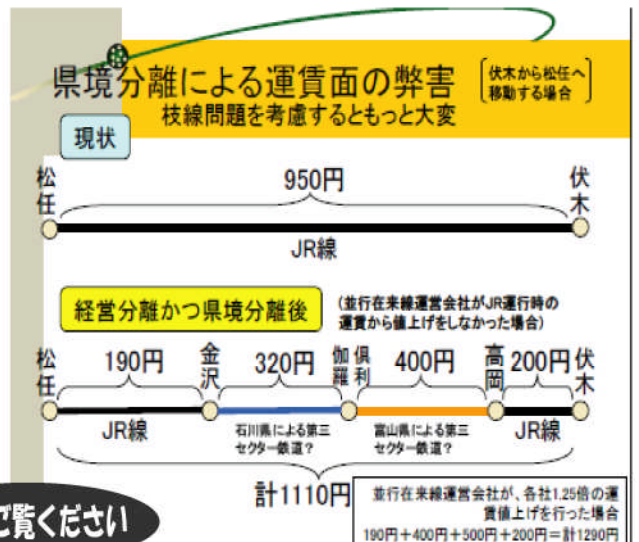 県境分離による運賃面の弊害
伏木から松任へ
移動する場合
枝線問題を考慮するともっと大変
現状
松任
950円
伏木
JR線
経営分離かつ県境分離後
(並行在来線運営会社がJR運行時の
運賃から値上げをしなかった場合)
松任
190円
金沢
320円
倶利伽羅
400円
高岡
200円
伏木
JR線
石川県による第三
セクター鉄道?
富山県による第三
セクター鉄道?
JR線
計1110円
並行在来線運営会社が、各社1.25倍の運
賃値上げを行った場合
190円+400円+500円+200円=計1290円
ご覧ください